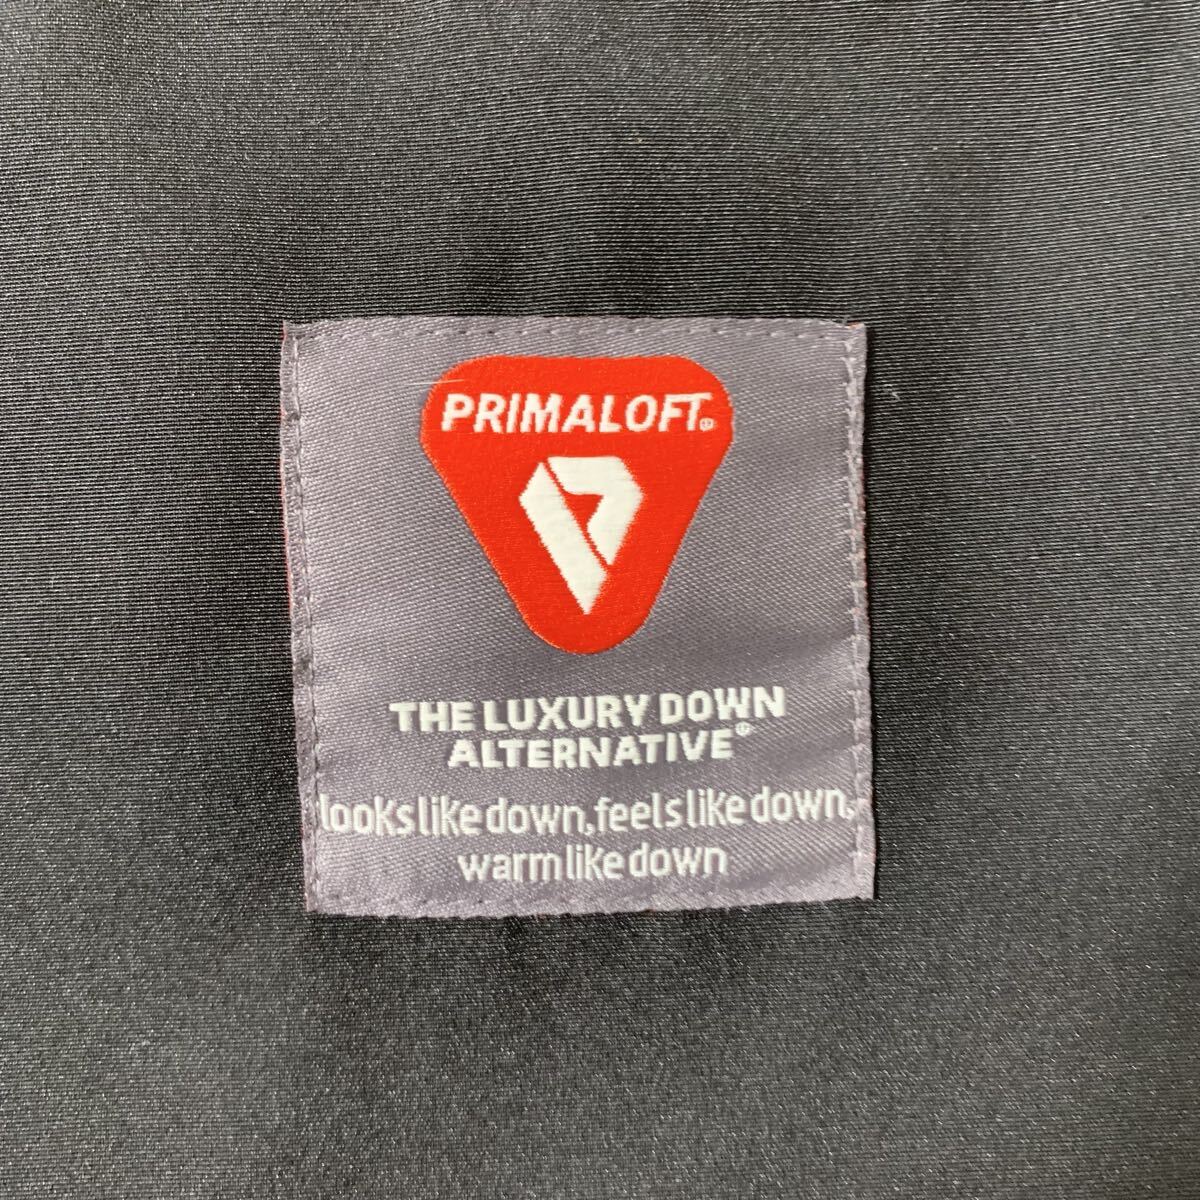 PRIMALOFT®
THE LUXURY DOWN
ALTERNATIVE®
looks like down, feels like down,
warm like down